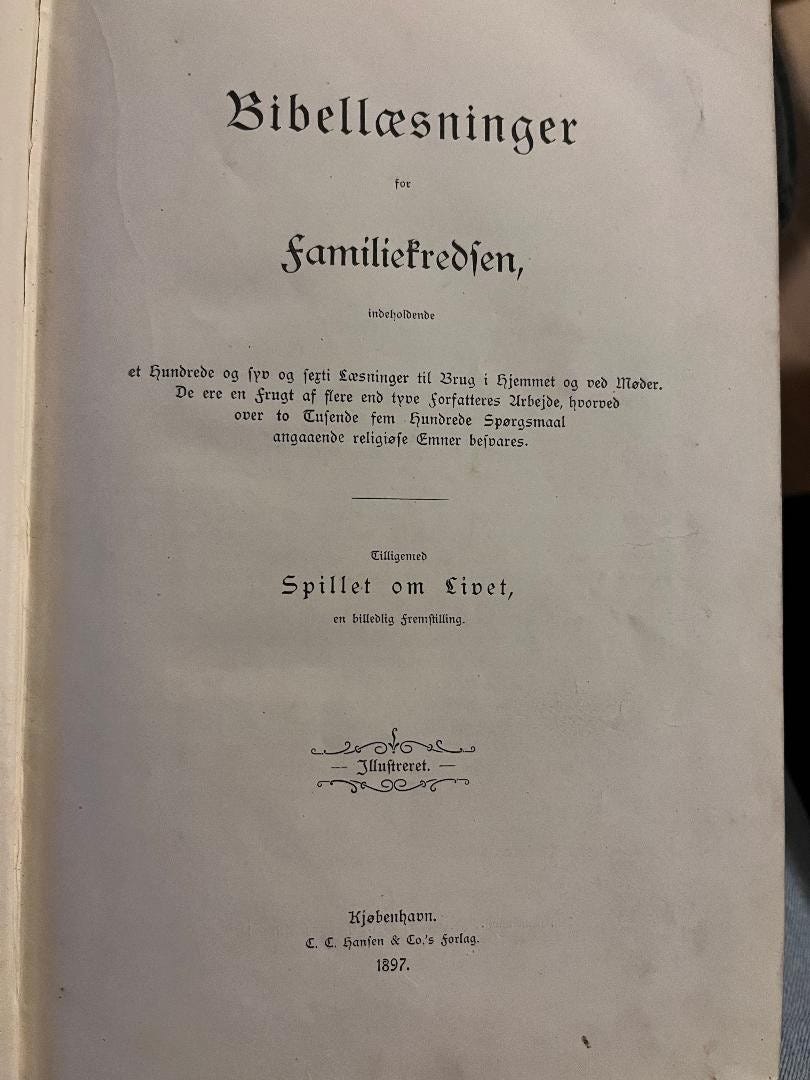 Bibellæsninger
for
Familiekredsen,
indeholdende
et Hundrede og syv og sexti Læsninger til Brug i Hjemmet og ved Møder.
De ere en Frugt af flere end tyve Forfatteres Arbejde, hvorved
over to Tusende fem Hundrede Spørgsmaal
angaaende religiøse Emner besvares.
Tilligemed
Spillet om Livet,
en billedlig Fremstilling.
— Illustreret. —
Kjøbenhavn.
C. C. Hansen & Co.'s Forlag.
1897.